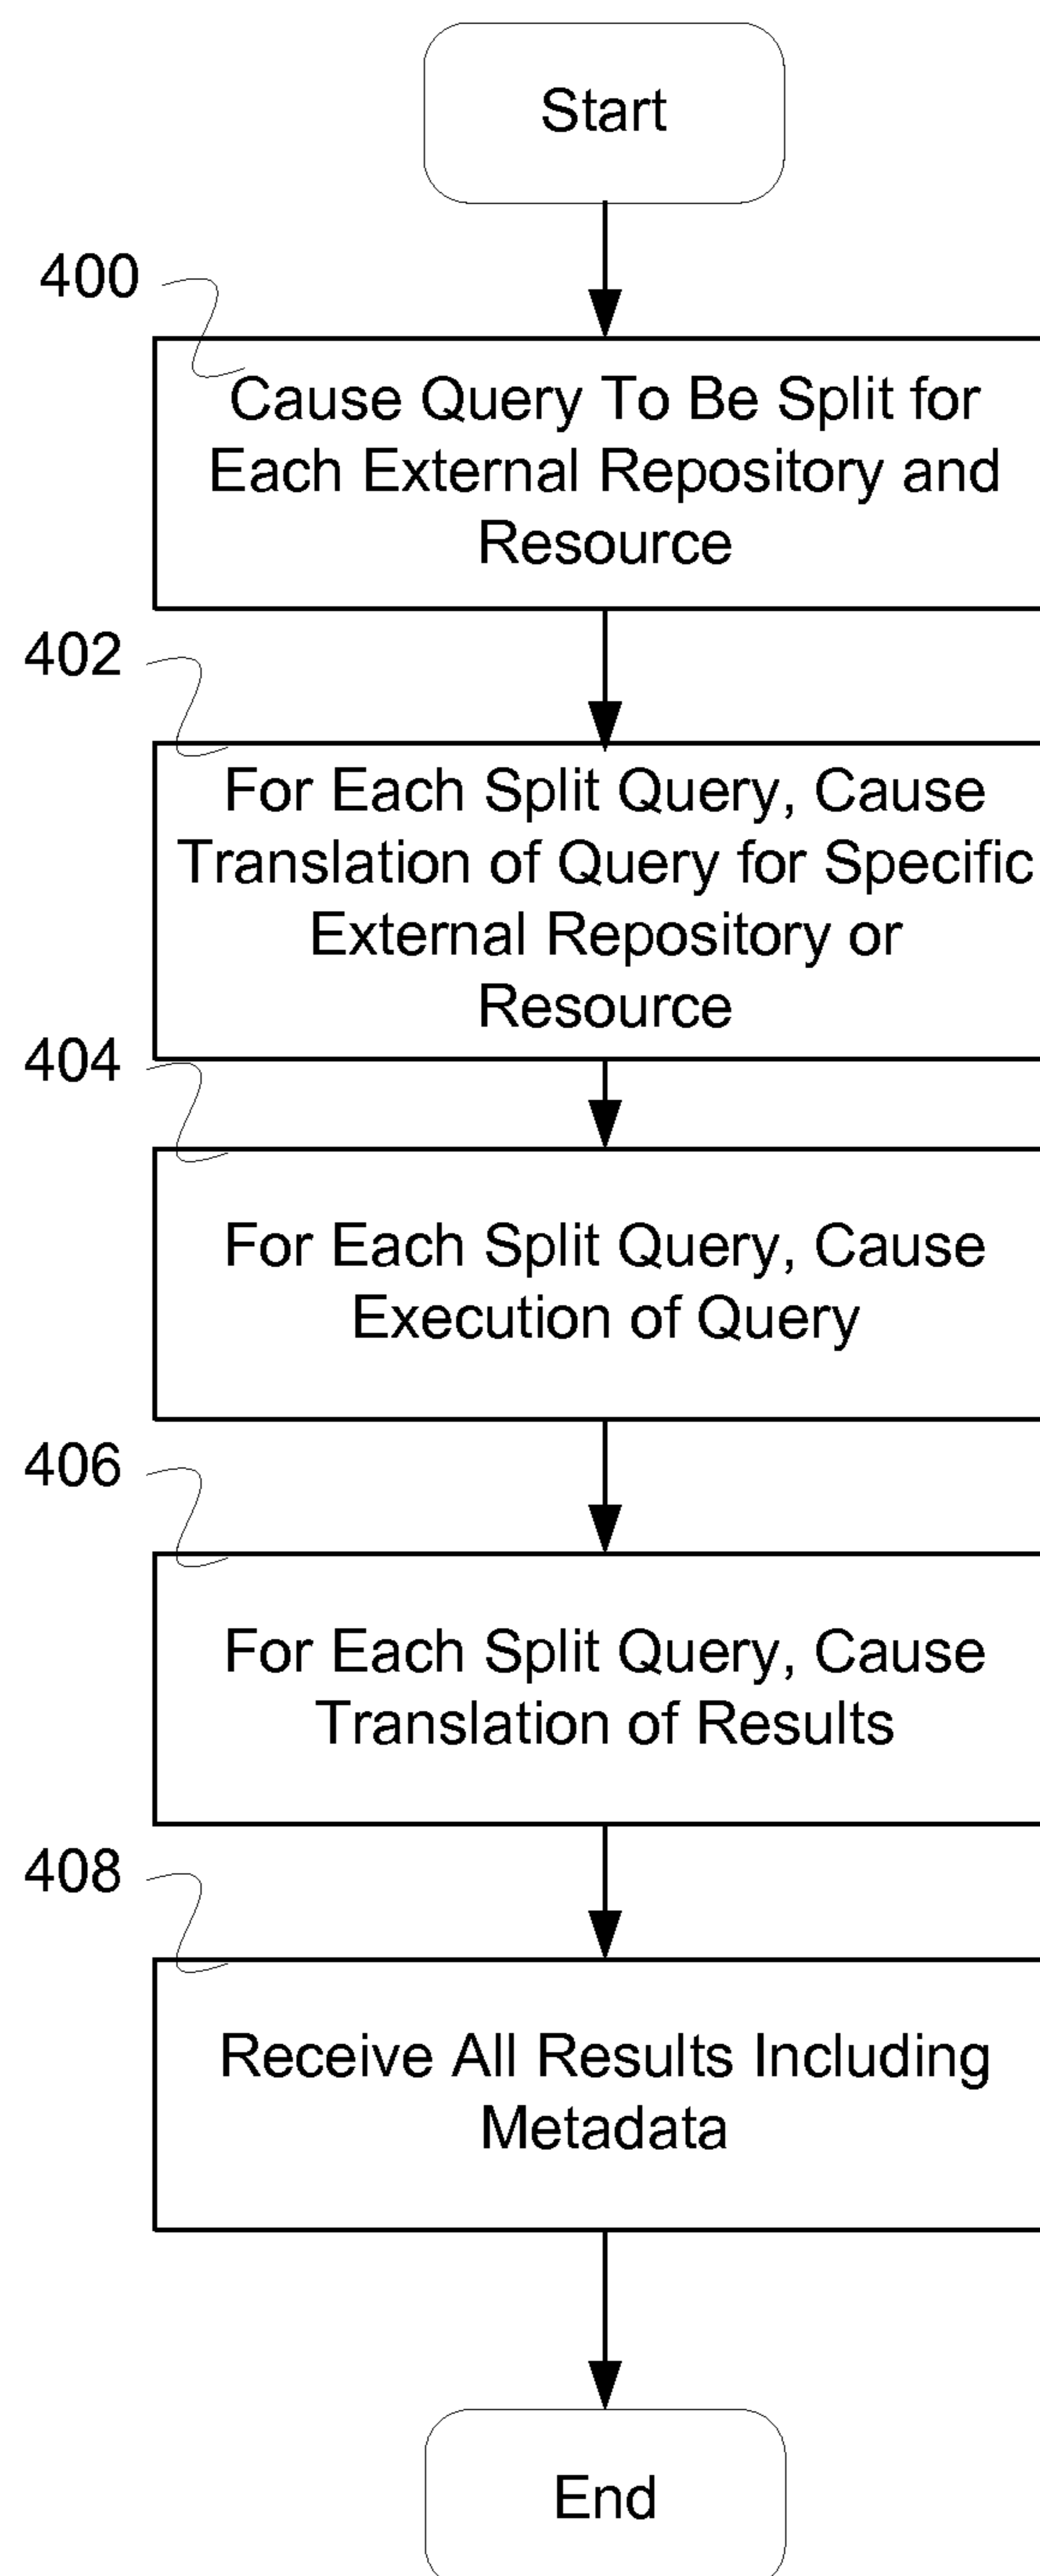 Start
400
Cause Query To Be Split for
Each External Repository and
Resource
402
For Each Split Query, Cause
Translation of Query for Specific
External Repository or
Resource
404
For Each Split Query, Cause
Execution of Query
406
For Each Split Query, Cause
Translation of Results
408
Receive All Results Including
Metadata
End